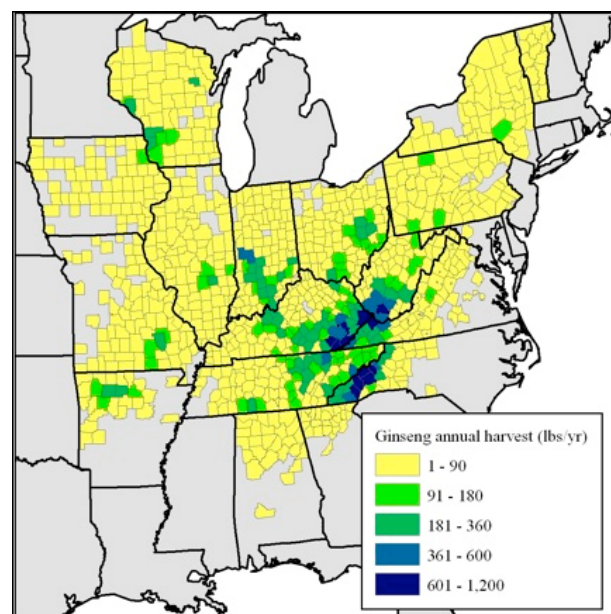 Ginseng annual harvest (lbs/yr)
1 - 90
91 - 180
181 - 360
361 - 600
601 - 1,200